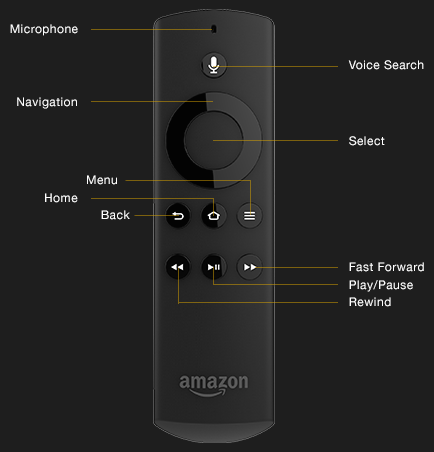 Microphone
Voice Search
Navigation
Select
Menu
Home
Back
Fast Forward
Play/Pause
Rewind
amazon